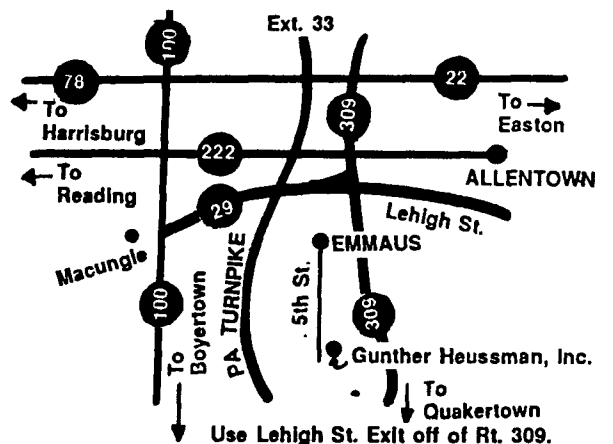 Ext. 33
100
78
22
To
Harrisburg
309
To
Easton
222
To
Reading
ALLENTOWN
29
Lehigh St.
Macungle
EMMAUS
100
PA TURNPIKE
5th St.
309
To
Boyertown
Gunther Heussman, Inc.
To
Quakertown
Use Lehigh St. Exit off of Rt. 309.